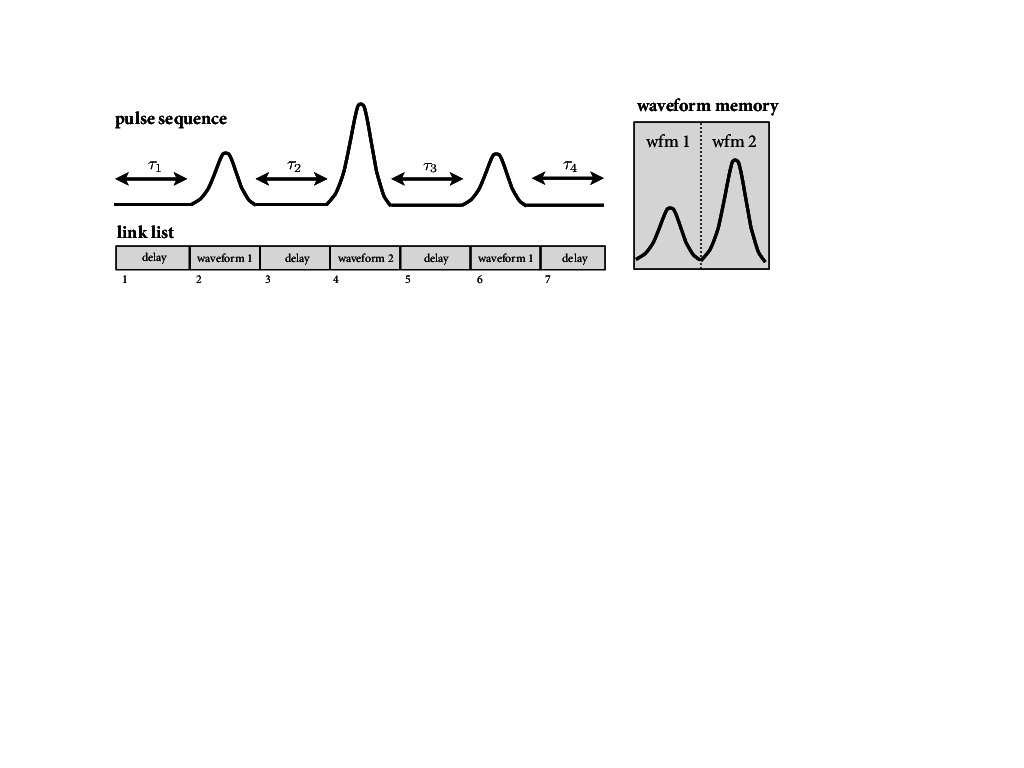 pulse sequence
τ1
τ2
τ3
τ4
link list
delay
waveform 1
delay
waveform 2
delay
waveform 1
delay
1
2
3
4
5
6
7
waveform memory
wfm 1
wfm 2